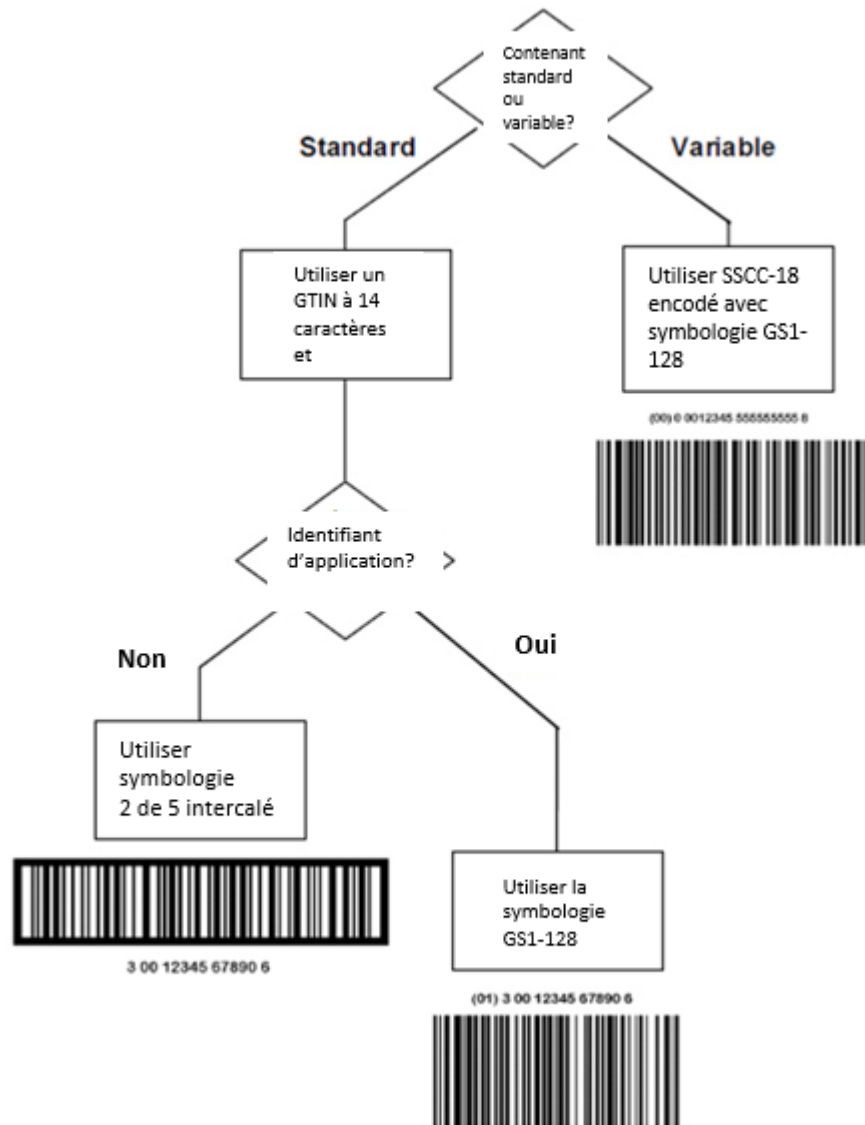 Contenant
standard
ou
variable?
Standard
Variable
Utiliser un
GTIN à 14
caractères
et
Utiliser SSCC-18
encodé avec
symbologie GS1-
128
(00) 0 0012345 555555555 8
Identifiant
d'application?
Non
Oui
Utiliser
symbologie
2 de 5 intercalé
3 00 12345 67890 6
Utiliser la
symbologie
GS1-128
(01) 3 00 12345 67890 6